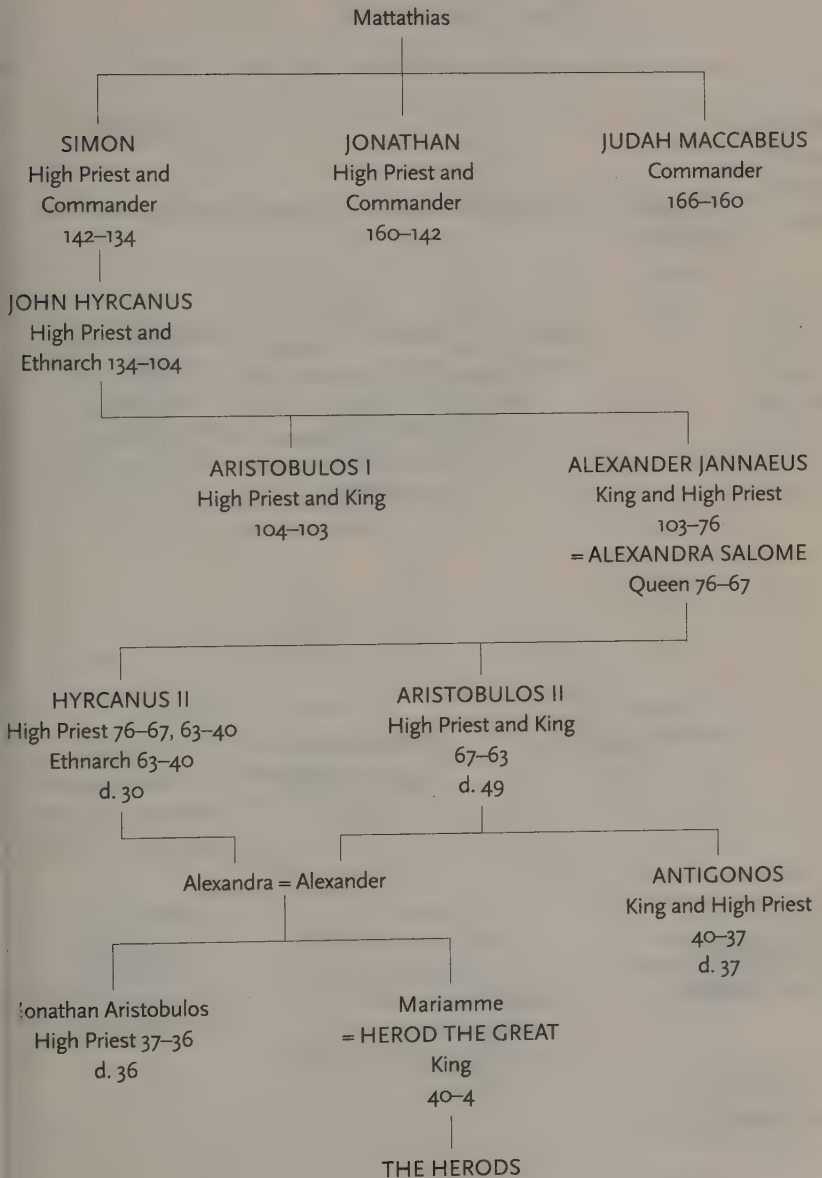 Mattathias
SIMON
High Priest and
Commander
142–134
JONATHAN
High Priest and
Commander
160–142
JUDAH MACCABEUS
Commander
166–160
JOHN HYRCANUS
High Priest and
Ethnarch 134–104
ARISTOBULOS I
High Priest and King
104–103
ALEXANDER JANNAEUS
King and High Priest
103–76
= ALEXANDRA SALOME
Queen 76–67
HYRCANUS II
High Priest 76–67, 63–40
Ethnarch 63–40
d. 30
ARISTOBULOS II
High Priest and King
67–63
d. 49
Alexandra = Alexander
ANTIGONOS
King and High Priest
40–37
d. 37
Jonathan Aristobulos
High Priest 37–36
d. 36
Mariamme
= HEROD THE GREAT
King
40–4
THE HERODS